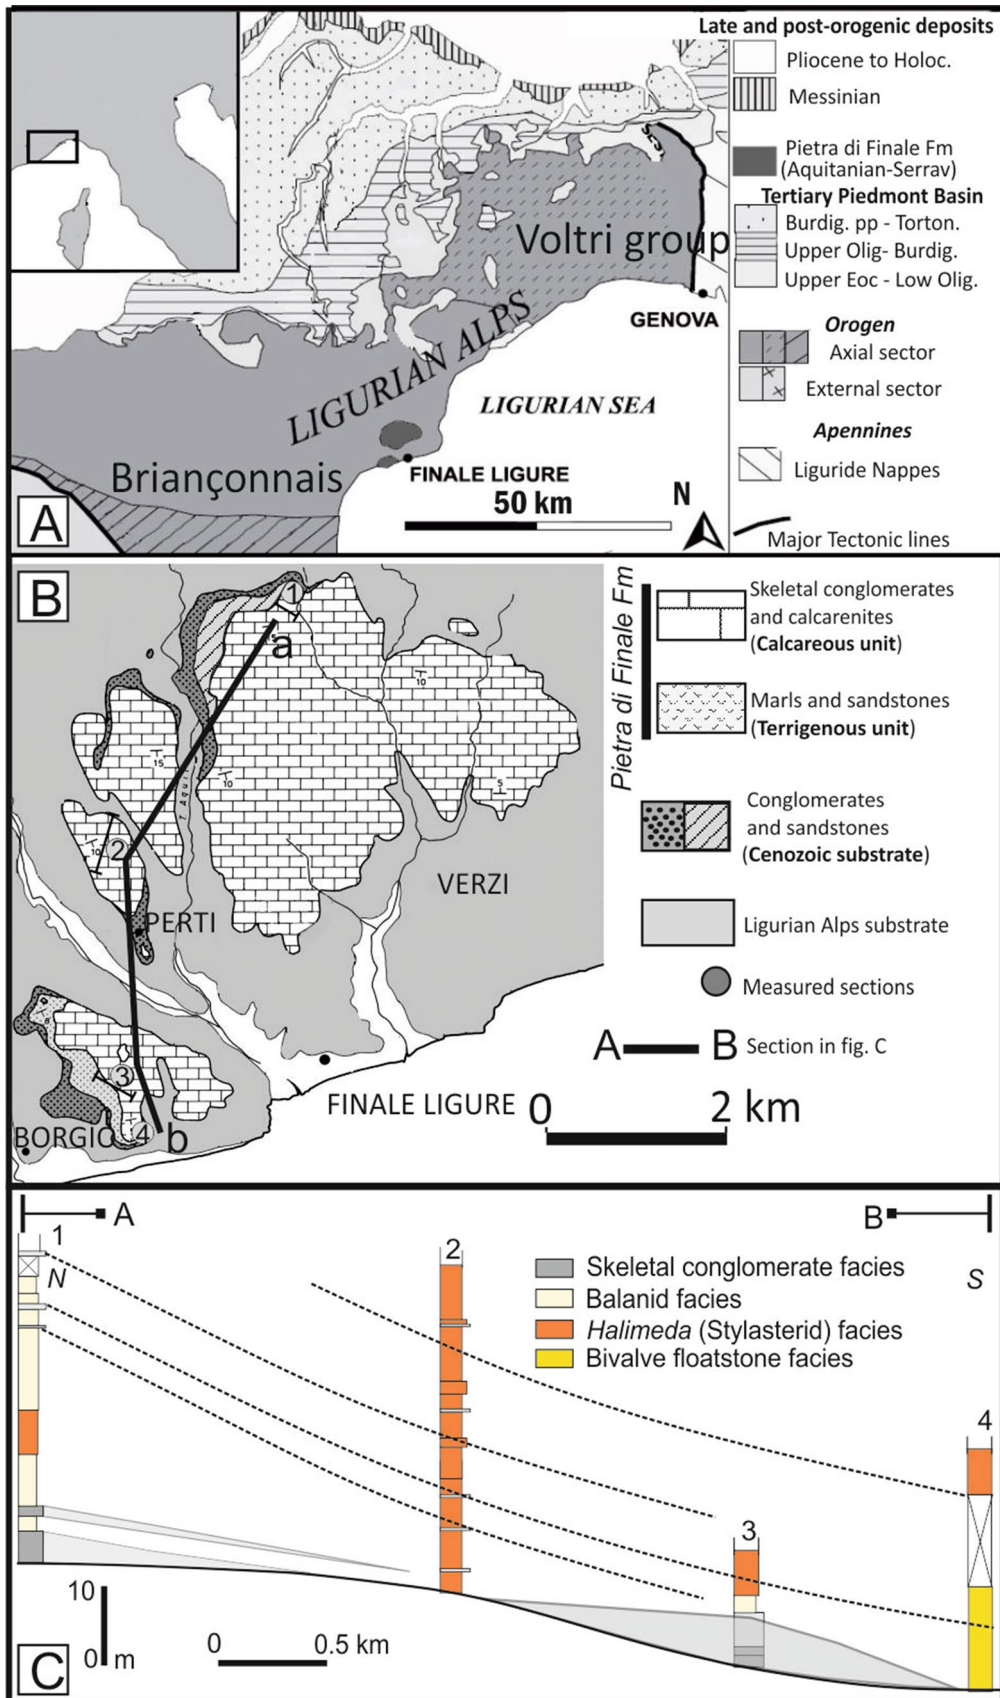 Late and post-orogenic deposits
Pliocene to Holoc.
Messinian
Pietra di Finale Fm
(Aquitanian-Serrav)
Tertiary Piedmont Basin
Burdig. pp - Torton.
Upper Olig- Burdig.
Upper Eoc - Low Olig.
Orogen
Axial sector
External sector
Apennines
Liguride Nappes
Major Tectonic lines
Voltri group
GENOVA
LIGURIAN ALPS
LIGURIAN SEA
Briançonnais
FINALE LIGURE
50 km
N
A
B
1
a
10
15
10
5
T. Aqui
10
2
PERTI
VERZI
3
4
b
BORGIO
FINALE LIGURE
0 2 km
Pietra di Finale Fm
Skeletal conglomerates
and calcarenites
(Calcareous unit)
Marls and sandstones
(Terrigenous unit)
Conglomerates
and sandstones
(Cenozoic substrate)
Ligurian Alps substrate
Measured sections
A B Section in fig. C
A
B
1
N
2
S
Skeletal conglomerate facies
Balanid facies
Halimeda (Stylasterid) facies
Bivalve floatstone facies
4
3
10
0 m
0 0.5 km
C